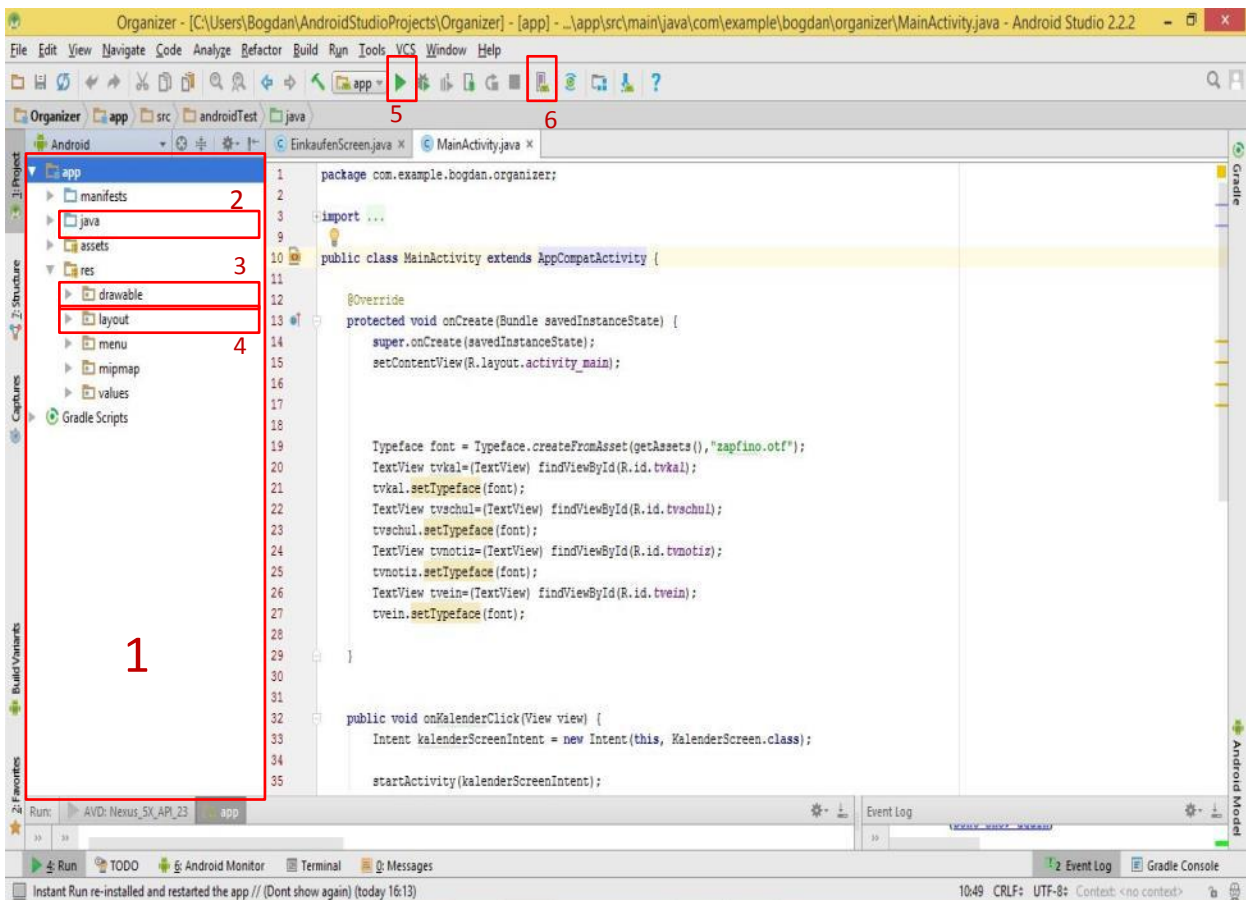 Organizer - [C:\Users\Bogdan\AndroidStudioProjects\Organizer] - [app] - ...\app\src\main\java\com\example\bogdan\organizer\MainActivity.java - Android Studio 2.2.2
File Edit View Navigate Code Analyze Refactor Build Run Tools VCS Window Help
app
5
6
Organizer app src androidTest java
Android
EinkaufenScreen.java MainActivity.java
1: Project
7: Structure
Captures
Build Variants
2: Favorites
app
manifests
2
java
assets
res
3
drawable
layout
4
menu
mipmap
values
Gradle Scripts
1
1 package com.example.bogdan.organizer;
2
3 import ...
9
10 public class MainActivity extends AppCompatActivity {
11
12 @Override
13 protected void onCreate(Bundle savedInstanceState) {
14 super.onCreate(savedInstanceState);
15 setContentView(R.layout.activity_main);
16
17
18
19 Typeface font = Typeface.createFromAsset(getAssets(),"zapfino.otf");
20 TextView tvkal=(TextView) findViewById(R.id.tvkal);
21 tvkal.setTypeface(font);
22 TextView tvschul=(TextView) findViewById(R.id.tvschul);
23 tvschul.setTypeface(font);
24 TextView tvnotiz=(TextView) findViewById(R.id.tvnotiz);
25 tvnotiz.setTypeface(font);
26 TextView tvein=(TextView) findViewById(R.id.tvein);
27 tvein.setTypeface(font);
28
29 }
30
31
32 public void onKalenderClick(View view) {
33 Intent kalenderScreenIntent = new Intent(this, KalenderScreen.class);
34
35 startActivity(kalenderScreenIntent);
Gradle
Android Model
Run: AVD: Nexus_5X_API_23 app
Event Log
4: Run TODO 6: Android Monitor Terminal 0: Messages
2 Event Log Gradle Console
Instant Run re-installed and restarted the app // (Dont show again) (today 16:13)
10:49 CRLF÷ UTF-8÷ Context: <no context>